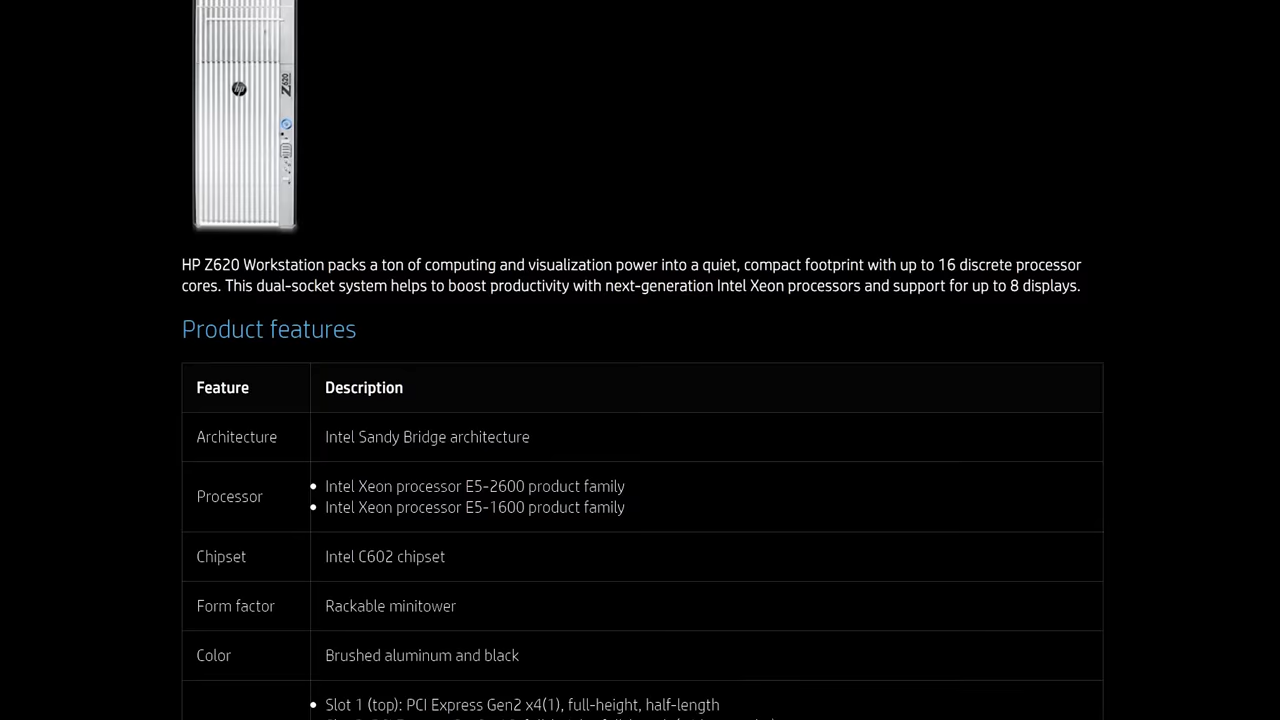 hp
Z620
HP Z620 Workstation packs a ton of computing and visualization power into a quiet, compact footprint with up to 16 discrete processor
cores. This dual-socket system helps to boost productivity with next-generation Intel Xeon processors and support for up to 8 displays.
Product features
Feature Description
Architecture Intel Sandy Bridge architecture
Processor
• Intel Xeon processor E5-2600 product family
• Intel Xeon processor E5-1600 product family
Chipset Intel C602 chipset
Form factor Rackable minitower
Color Brushed aluminum and black
• Slot 1 (top): PCI Express Gen2 x4(1), full-height, half-length